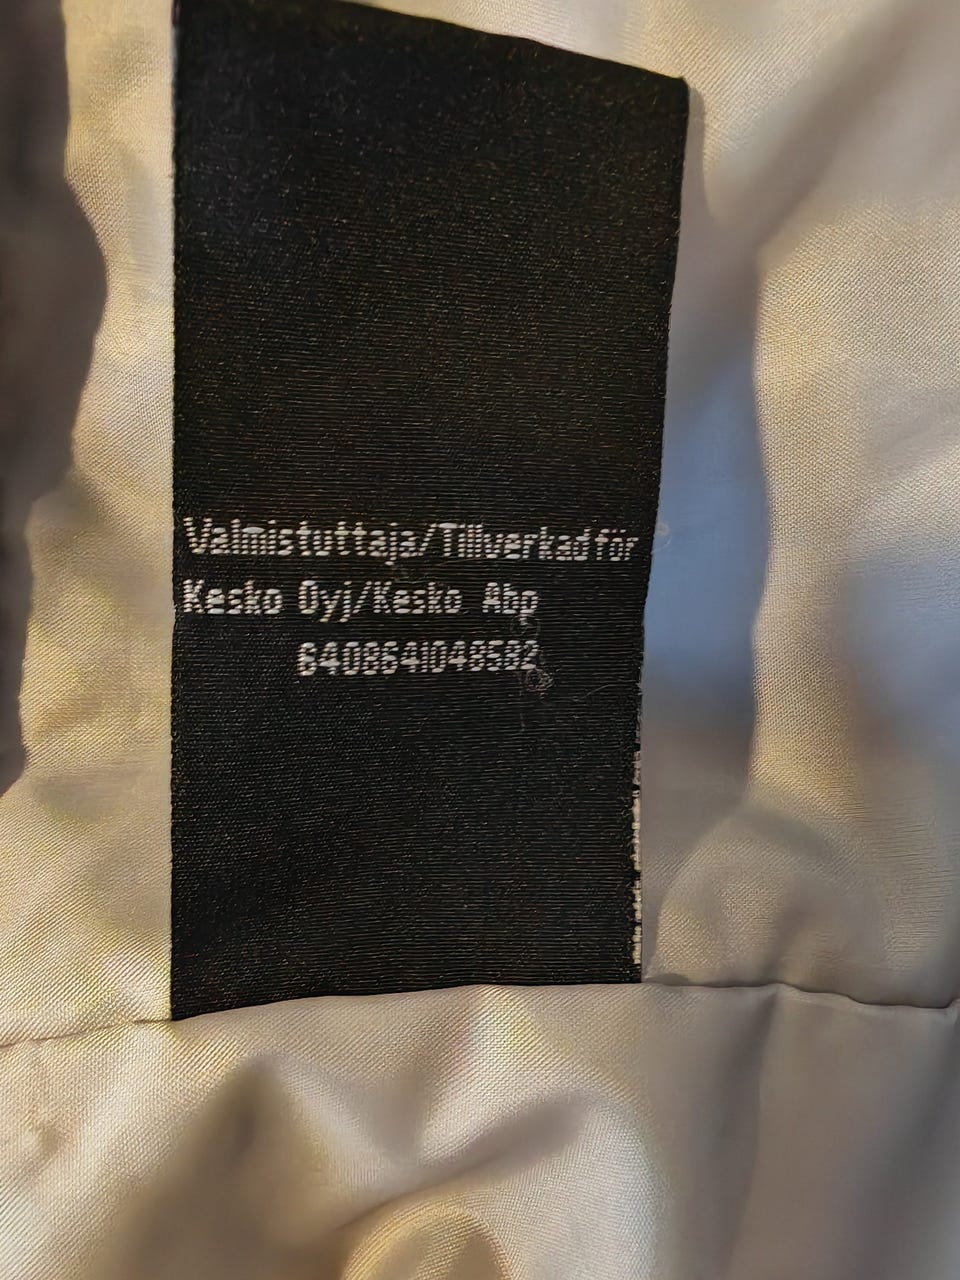 Valmistuttaja/Tillverkad för
Kesko Oyj/Kesko Abp
6408641048582